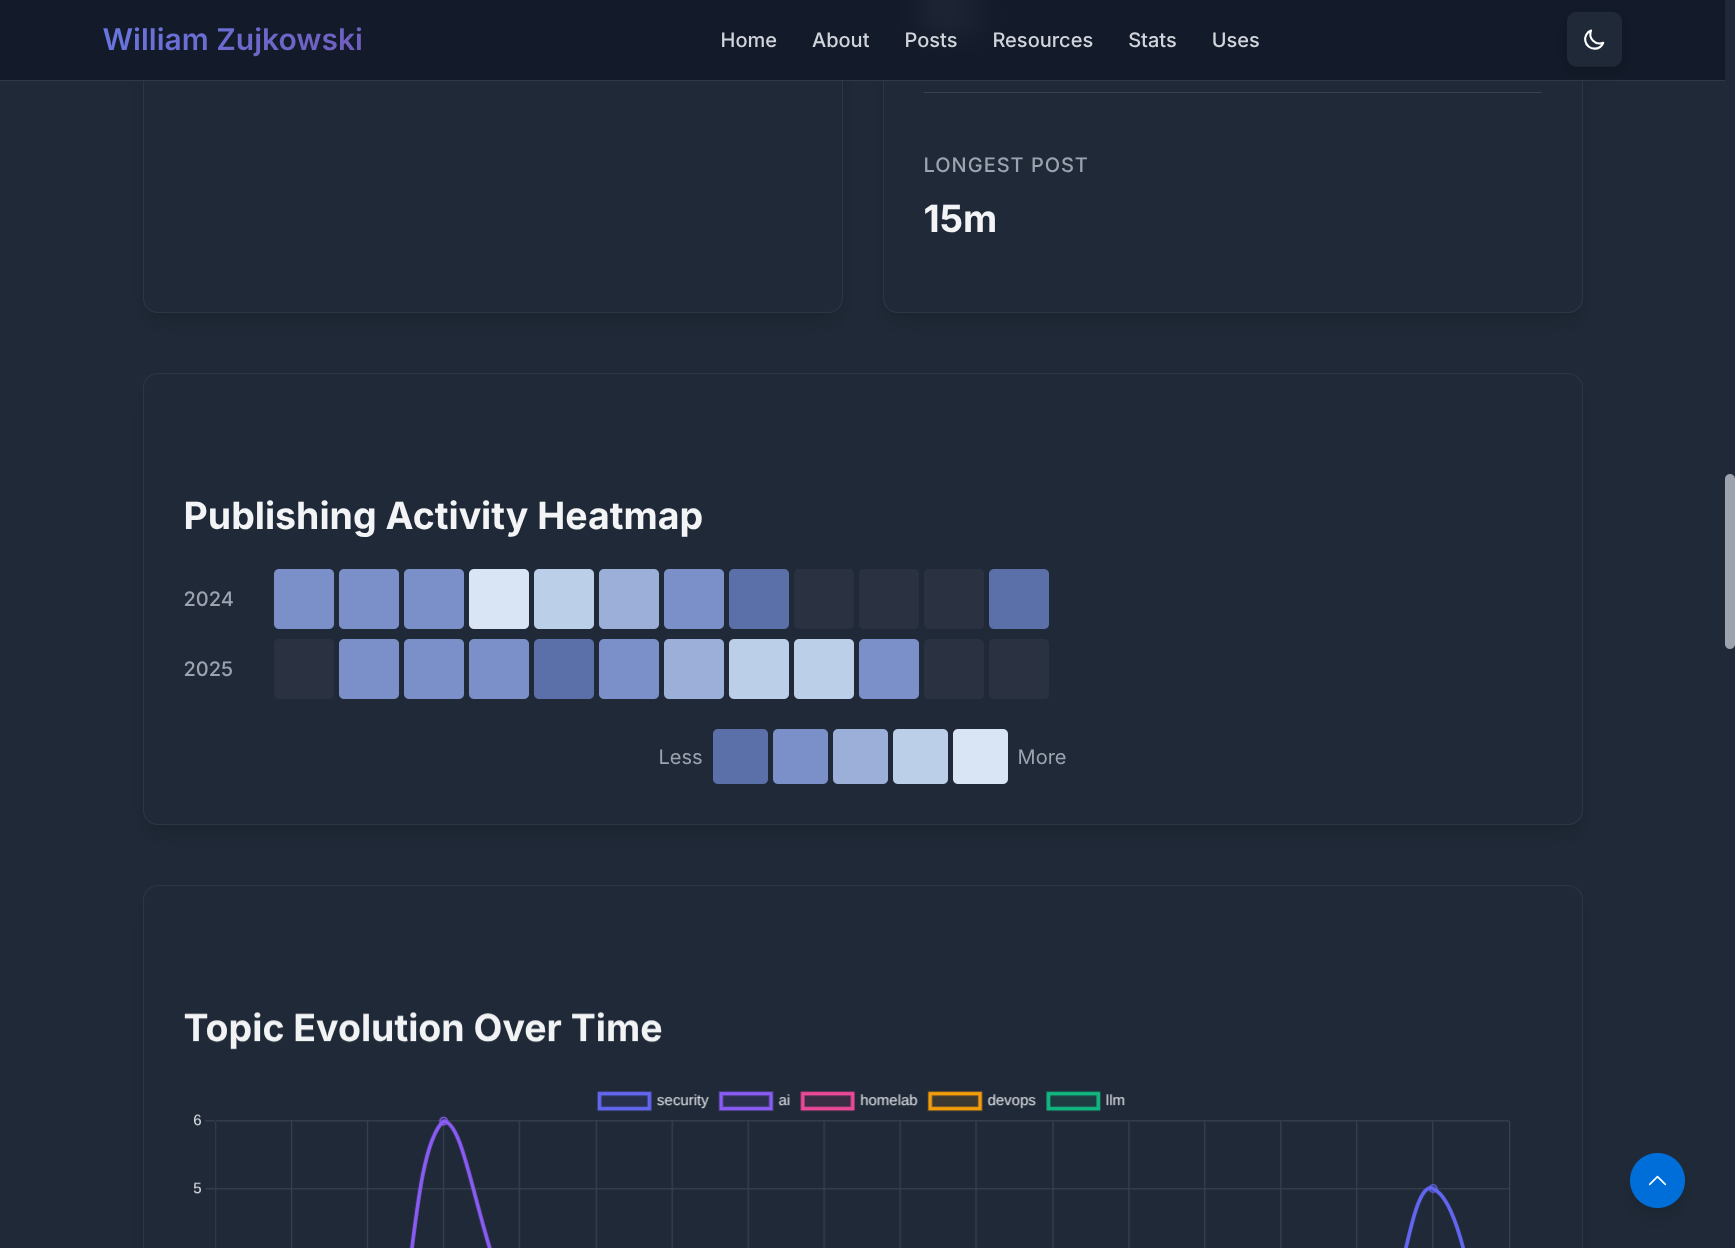 William Zujkowski
Home About Posts Resources Stats Uses
LONGEST POST
15m
Publishing Activity Heatmap
2024
2025
Less More
Topic Evolution Over Time
security ai homelab devops llm
6
5